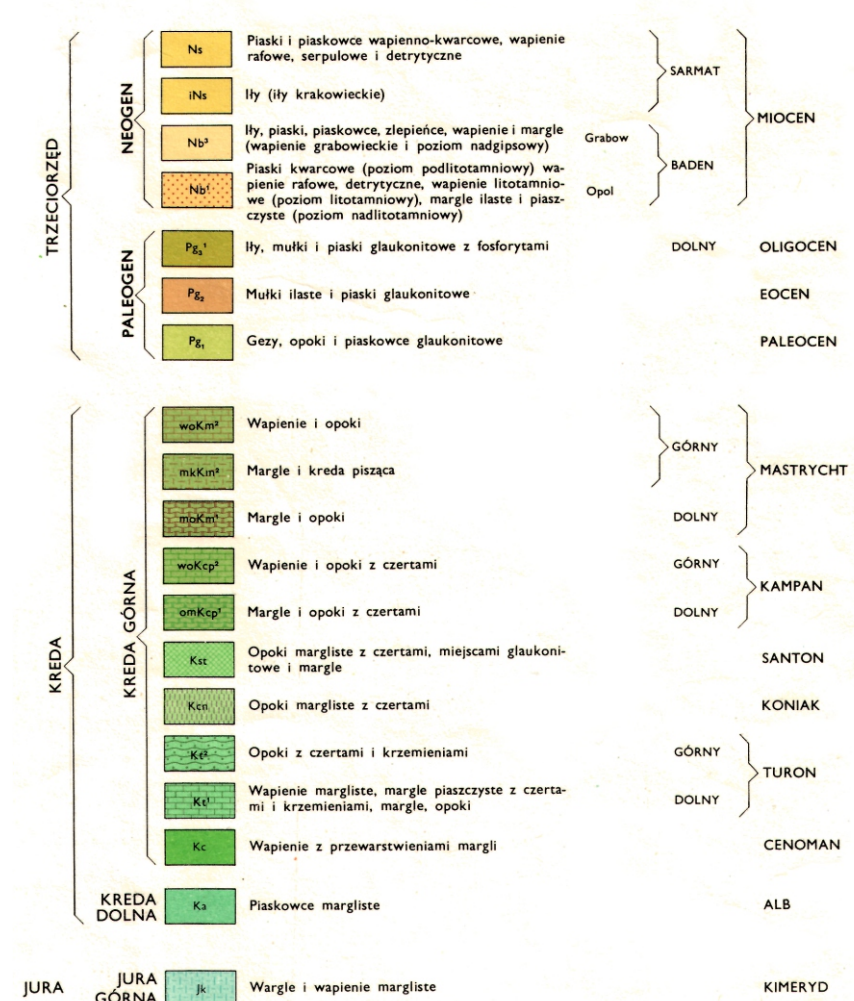 TRZECIORZĘD
NEOGEN
Ns Piaski i piaskowce wapienno-kwarcowe, wapienie
rafowe, serpulowe i detrytyczne
SARMAT
iNs Iły (iły krakowieckie)
MIOCEN
Nb³ Iły, piaski, piaskowce, zlepieńce, wapienie i margle
(wapienie grabowieckie i poziom nadgipsowy)
Grabow
BADEN
Nb¹ Piaski kwarcowe (poziom podlitotamniowy) wa-
pienie rafowe, detrytyczne, wapienie litotamnio-
we (poziom litotamniowy), margle ilaste i piasz-
czyste (poziom nadlitotamniowy)
Opol
PALEOGEN
Pg₃¹ Iły, mułki i piaski glaukonitowe z fosforytami DOLNY OLIGOCEN
Pg₂ Mułki ilaste i piaski glaukonitowe EOCEN
Pg₁ Gezy, opoki i piaskowce glaukonitowe PALEOCEN
KREDA
KREDA GÓRNA
woKm² Wapienie i opoki
GÓRNY
mkKm² Margle i kreda pisząca
MASTRYCHT
moKm¹ Margle i opoki DOLNY
woKcp² Wapienie i opoki z czertami GÓRNY
KAMPAN
omKcp¹ Margle i opoki z czertami DOLNY
Kst Opoki margliste z czertami, miejscami glaukoni-
towe i margle
SANTON
Kcn Opoki margliste z czertami KONIAK
Kt² Opoki z czertami i krzemieniami GÓRNY
TURON
Kt¹ Wapienie margliste, margle piaszczyste z czerta-
mi i krzemieniami, margle, opoki
DOLNY
Kc Wapienie z przewarstwieniami margli CENOMAN
KREDA
DOLNA
Ka Piaskowce margliste ALB
JURA
JURA
GÓRNA
Jk Wargle i wapienie margliste KIMERYD